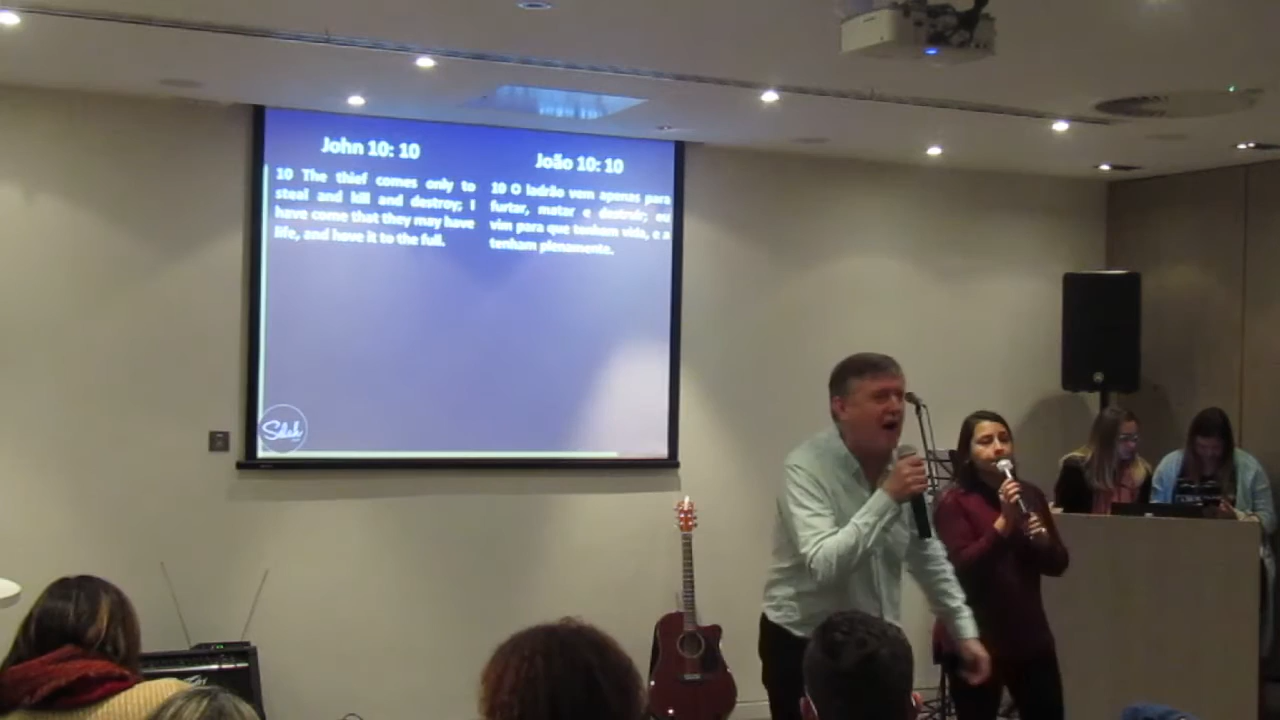 John 10: 10
10 The thief comes only to
steal and kill and destroy; I
have come that they may have
life, and have it to the full.
João 10: 10
10 O ladrão vem apenas para
furtar, matar e destruir; eu
vim para que tenham vida, e a
tenham plenamente.
Selah